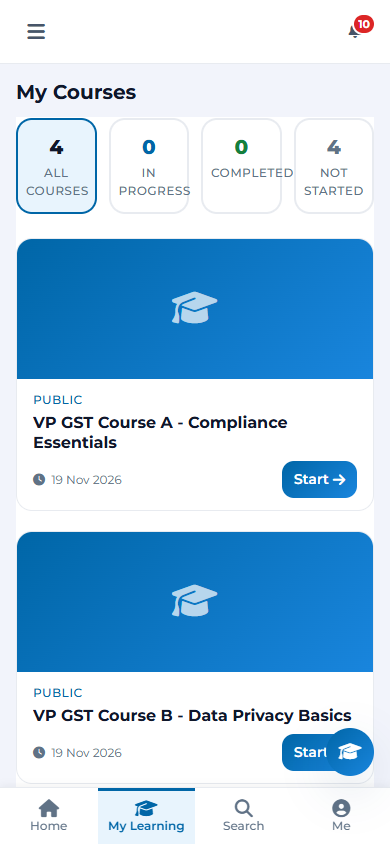 10
My Courses
4
ALL
COURSES
0
IN
PROGRESS
0
COMPLETED
4
NOT
STARTED
PUBLIC
VP GST Course A - Compliance
Essentials
19 Nov 2026
Start
PUBLIC
VP GST Course B - Data Privacy Basics
19 Nov 2026
Start
Home
My Learning
Search
Me